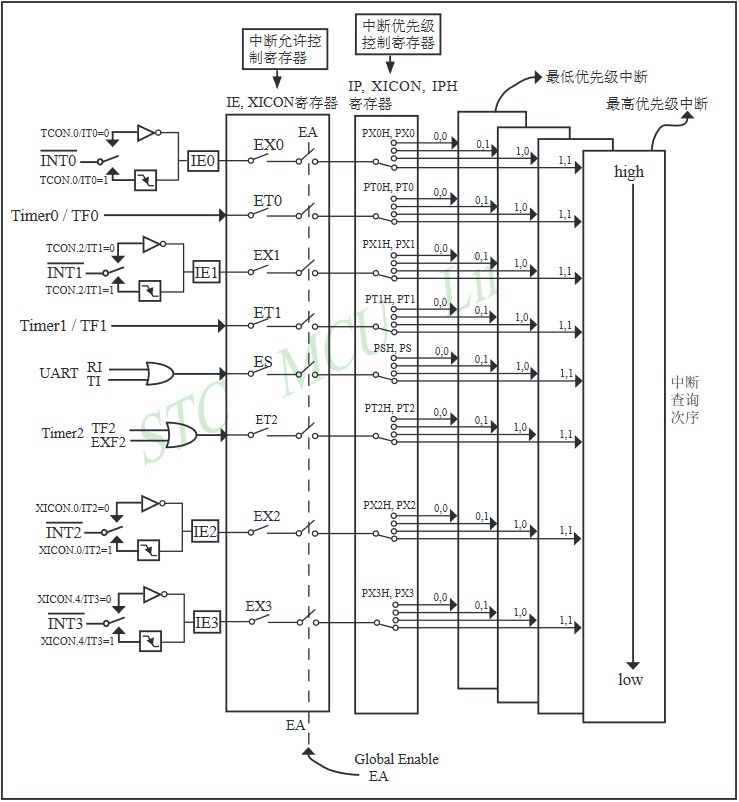 中断允许控
制寄存器
中断优先级
控制寄存器
IE, XICON寄存器
IP, XICON, IPH
寄存器
最低优先级中断
最高优先级中断
EA
high
TCON.0/IT0=0
INT0
TCON.0/IT0=1
IE0
EX0
PX0H, PX0
0,0
0,1
1,0
1,1
Timer0 / TF0
ET0
PT0H, PT0
0,0
0,1
1,0
1,1
TCON.2/IT1=0
INT1
TCON.2/IT1=1
IE1
EX1
PX1H, PX1
0,0
0,1
1,0
1,1
Timer1 / TF1
ET1
PT1H, PT1
0,0
0,1
1,0
1,1
UART
RI
TI
ES
PSH, PS
0,0
0,1
1,0
1,1
Timer2
TF2
EXF2
ET2
PT2H, PT2
0,0
0,1
1,0
1,1
中断
查询
次序
XICON.0/IT2=0
INT2
XICON.0/IT2=1
IE2
EX2
PX2H, PX2
0,0
0,1
1,0
1,1
XICON.4/IT3=0
INT3
XICON.4/IT3=1
IE3
EX3
PX3H, PX3
0,0
0,1
1,0
1,1
low
EA
Global Enable
EA
STC MCU